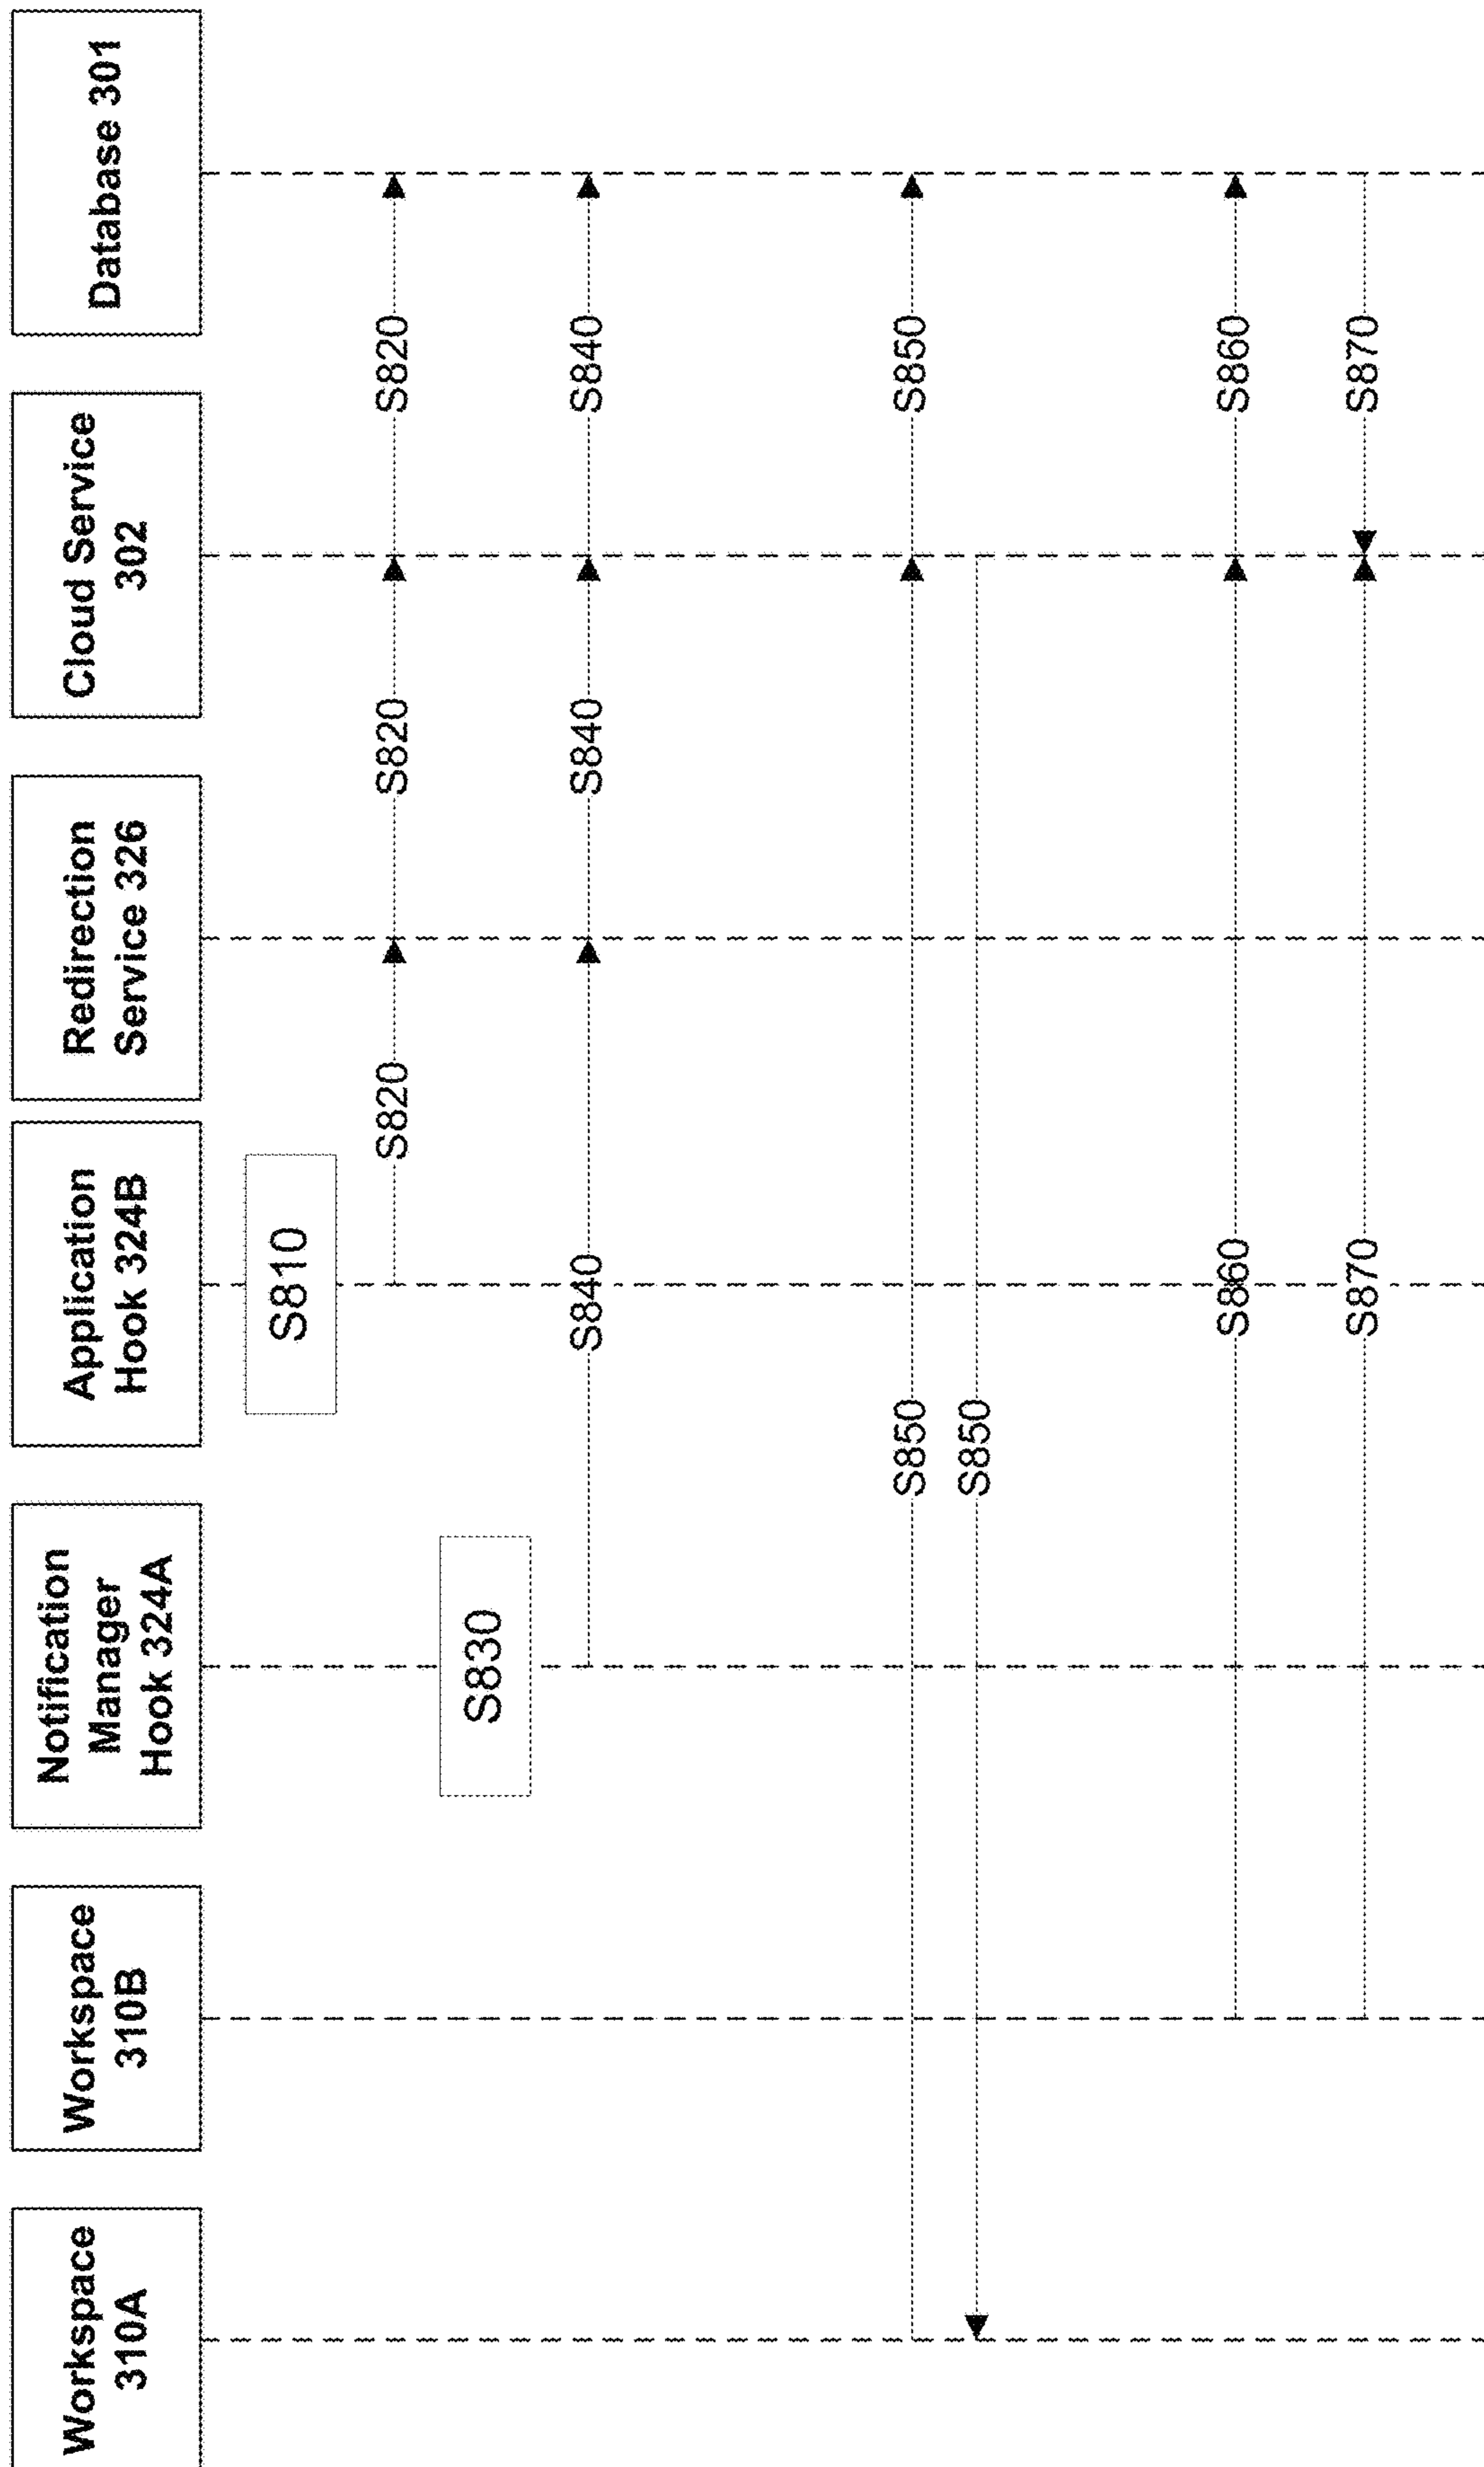 Workspace
310A
Workspace
310B
Notification
Manager
Hook 324A
Application
Hook 324B
Redirection
Service 326
Cloud Service
302
Database 301
S810
S820
S820
S820
S830
S840
S840
S840
S850
S850
S850
S860
S860
S870
S870